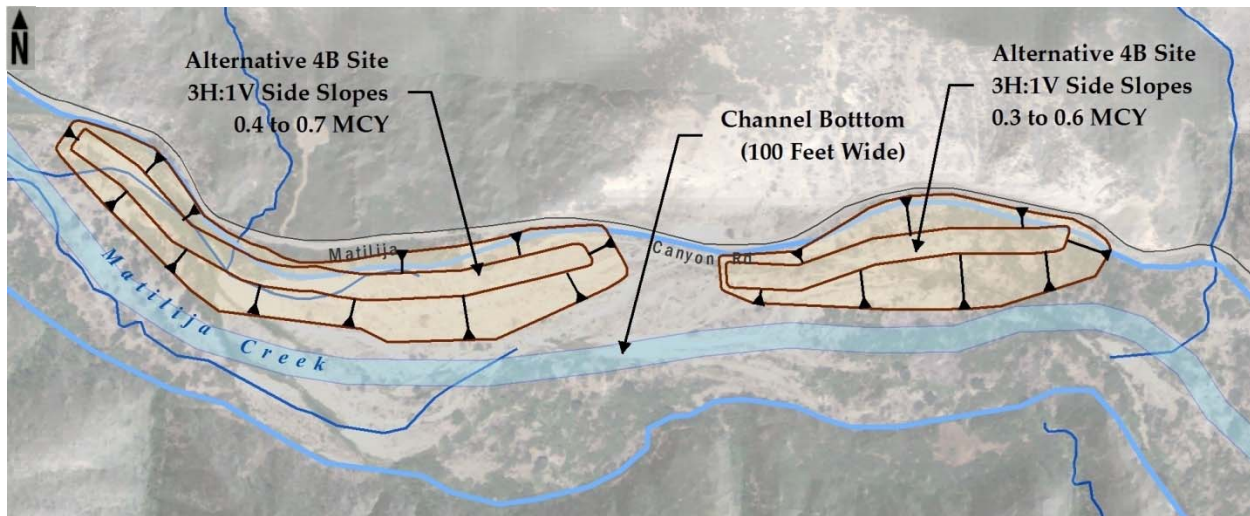 N
Alternative 4B Site
3H:1V Side Slopes
0.4 to 0.7 MCY
Channel Botttom
(100 Feet Wide)
Alternative 4B Site
3H:1V Side Slopes
0.3 to 0.6 MCY
Matilija Canyon Rd
Matilija Creek